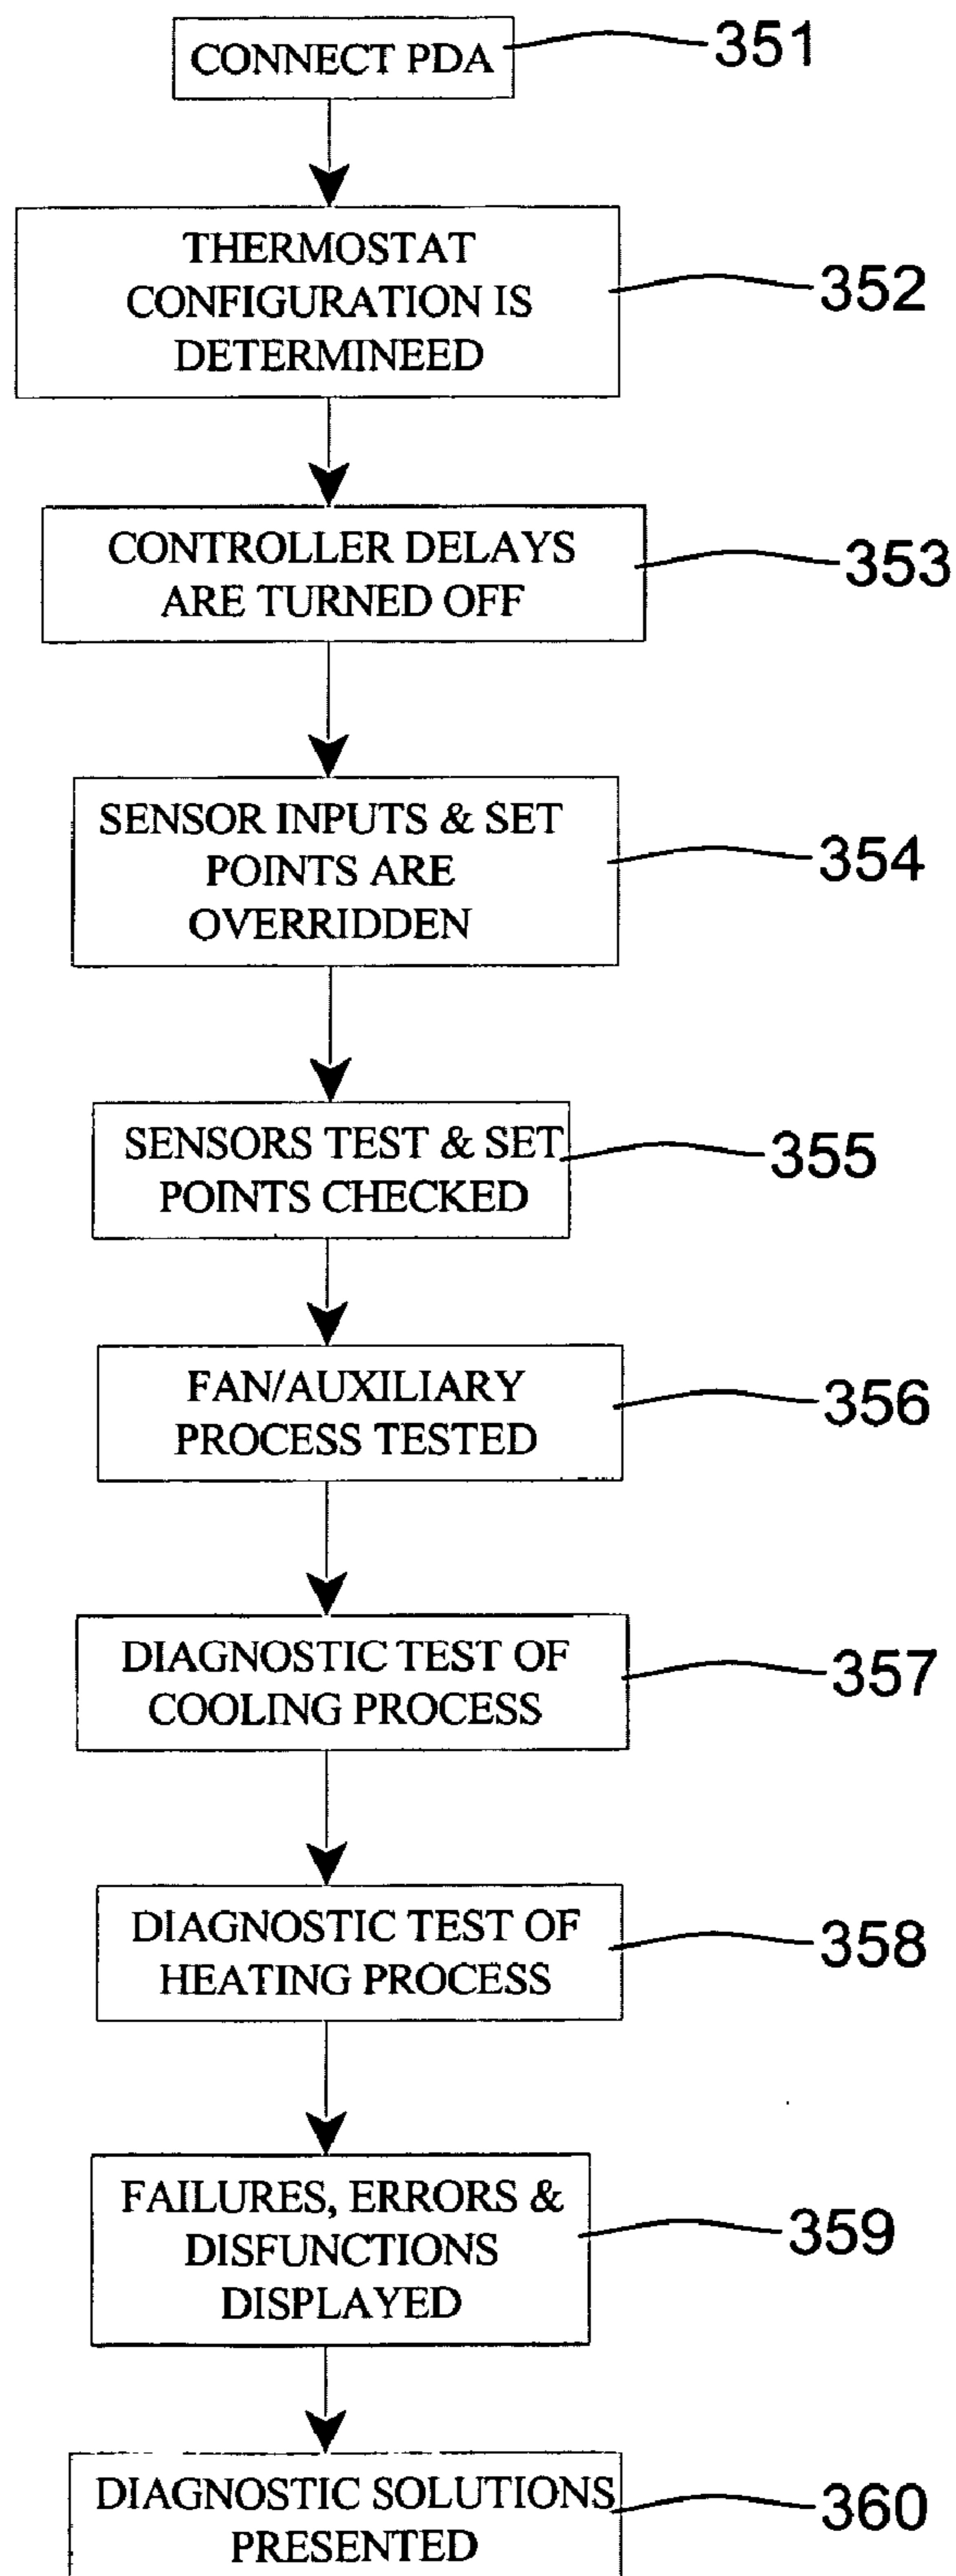 CONNECT PDA
351
THERMOSTAT
CONFIGURATION IS
DETERMINEED
352
CONTROLLER DELAYS
ARE TURNED OFF
353
SENSOR INPUTS & SET
POINTS ARE
OVERRIDDEN
354
SENSORS TEST & SET
POINTS CHECKED
355
FAN/AUXILIARY
PROCESS TESTED
356
DIAGNOSTIC TEST OF
COOLING PROCESS
357
DIAGNOSTIC TEST OF
HEATING PROCESS
358
FAILURES, ERRORS &
DISFUNCTIONS
DISPLAYED
359
DIAGNOSTIC SOLUTIONS
PRESENTED
360